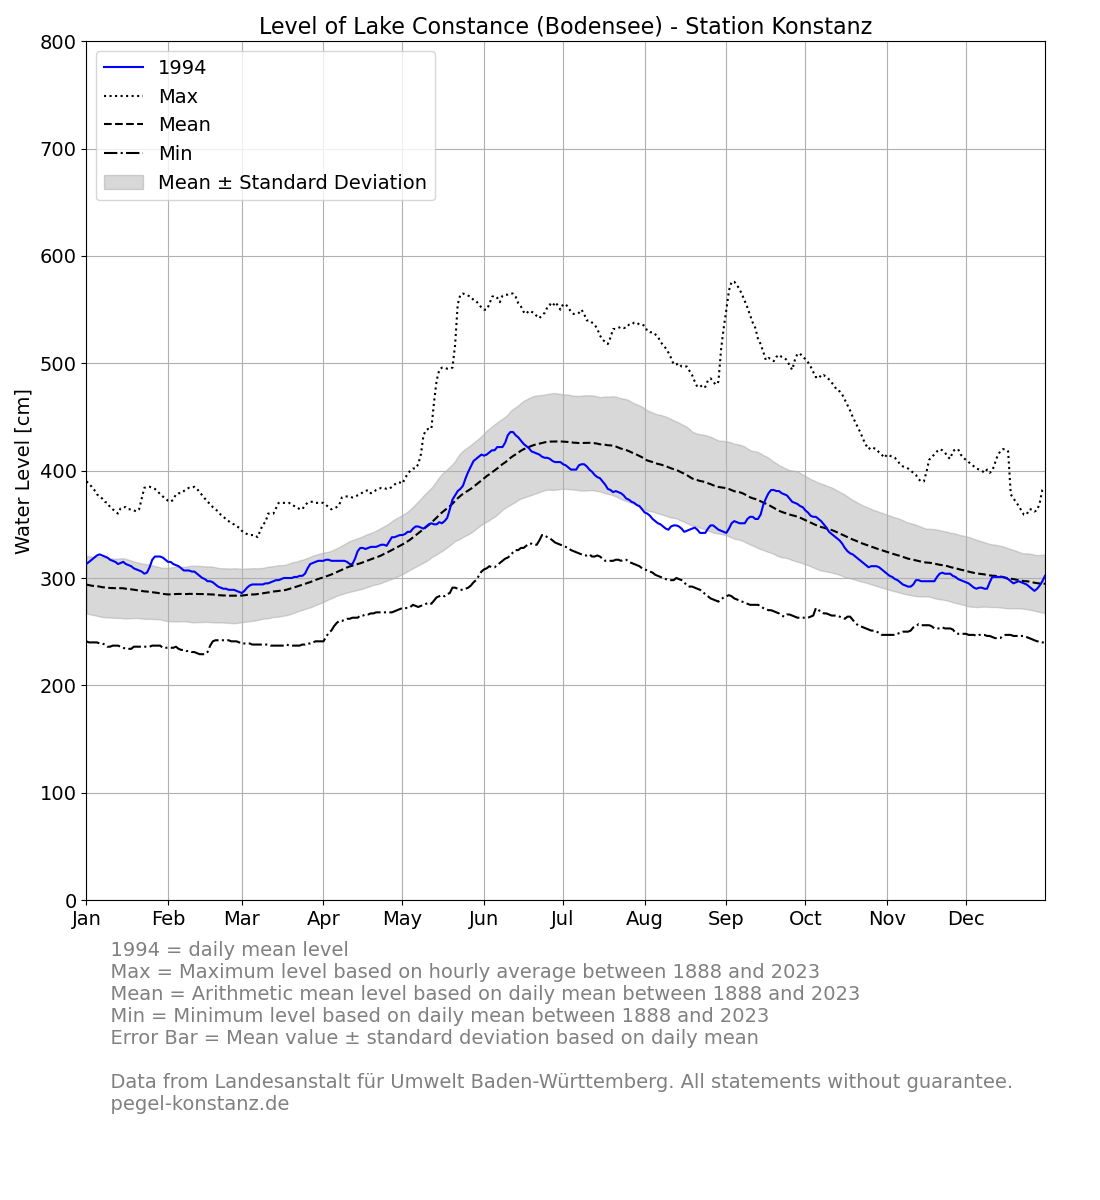 Level of Lake Constance (Bodensee) - Station Konstanz
800
700
600
500
400
300
200
100
0
Water Level [cm]
1994
Max
Mean
Min
Mean ± Standard Deviation
Jan Feb Mar Apr May Jun Jul Aug Sep Oct Nov Dec
1994 = daily mean level
Max = Maximum level based on hourly average between 1888 and 2023
Mean = Arithmetic mean level based on daily mean between 1888 and 2023
Min = Minimum level based on daily mean between 1888 and 2023
Error Bar = Mean value ± standard deviation based on daily mean
Data from Landesanstalt für Umwelt Baden-Württemberg. All statements without guarantee.
pegel-konstanz.de